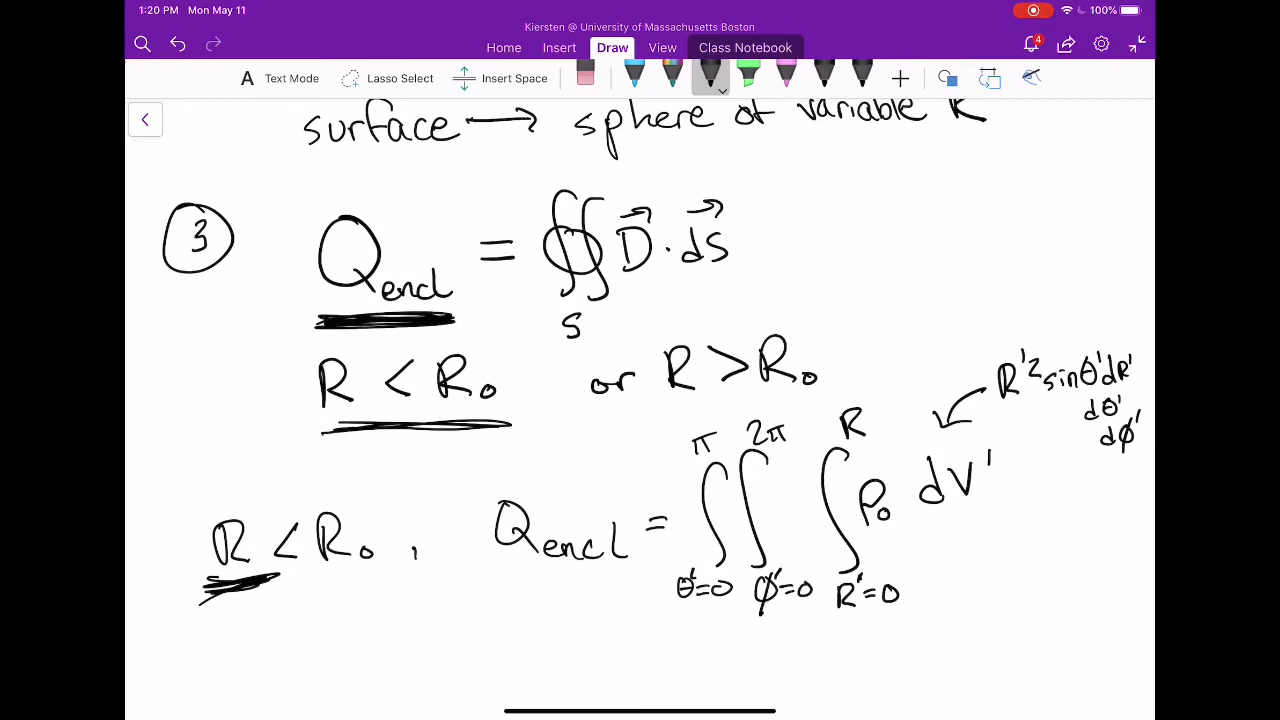 1:20 PM Mon May 11
100%
Kiersten @ University of Massachusetts Boston
Home Insert Draw View Class Notebook
4
A Text Mode Lasso Select Insert Space
surface → sphere of variable R
3 Q_encl = ∯_S D⃗ · dS⃗
R < R₀ or R > R₀
R'² sinθ' dR'
dθ'
dϕ'
R < R₀, Q_encl = ∫_{θ'=0}^{π} ∫_{ϕ'=0}^{2π} ∫_{R'=0}^{R} ρ₀ dV'